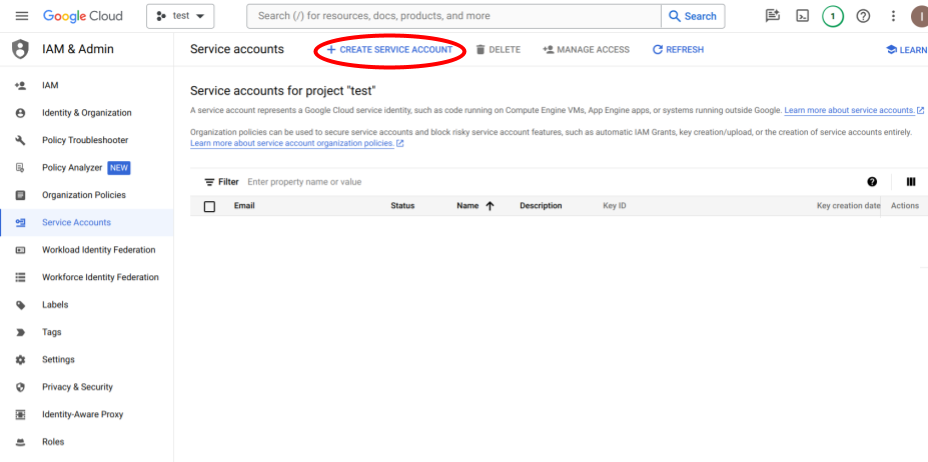 Google Cloud
test
Search (/) for resources, docs, products, and more
Search
1
I
IAM & Admin
Service accounts
+ CREATE SERVICE ACCOUNT
DELETE
MANAGE ACCESS
REFRESH
LEARN
IAM
Identity & Organization
Policy Troubleshooter
Policy Analyzer NEW
Organization Policies
Service Accounts
Workload Identity Federation
Workforce Identity Federation
Labels
Tags
Settings
Privacy & Security
Identity-Aware Proxy
Roles
Service accounts for project "test"
A service account represents a Google Cloud service identity, such as code running on Compute Engine VMs, App Engine apps, or systems running outside Google. Learn more about service accounts.
Organization policies can be used to secure service accounts and block risky service account features, such as automatic IAM Grants, key creation/upload, or the creation of service accounts entirely.
Learn more about service account organization policies.
Filter Enter property name or value
Email Status Name Description Key ID Key creation date Actions